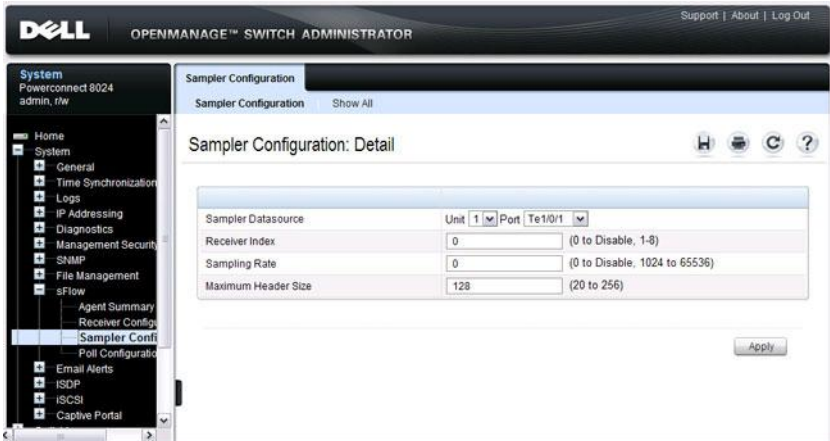 Support | About | Log Out
DELL OPENMANAGE™ SWITCH ADMINISTRATOR
System
Powerconnect 8024
admin, r/w
Home
System
General
Time Synchronization
Logs
IP Addressing
Diagnostics
Management Security
SNMP
File Management
sFlow
Agent Summary
Receiver Configu
Sampler Confi
Poll Configuratio
Email Alerts
ISDP
iSCSI
Captive Portal
Sampler Configuration
Sampler Configuration Show All
Sampler Configuration: Detail
Sampler Datasource Unit 1 Port Te1/0/1
Receiver Index 0 (0 to Disable, 1-8)
Sampling Rate 0 (0 to Disable, 1024 to 65536)
Maximum Header Size 128 (20 to 256)
Apply